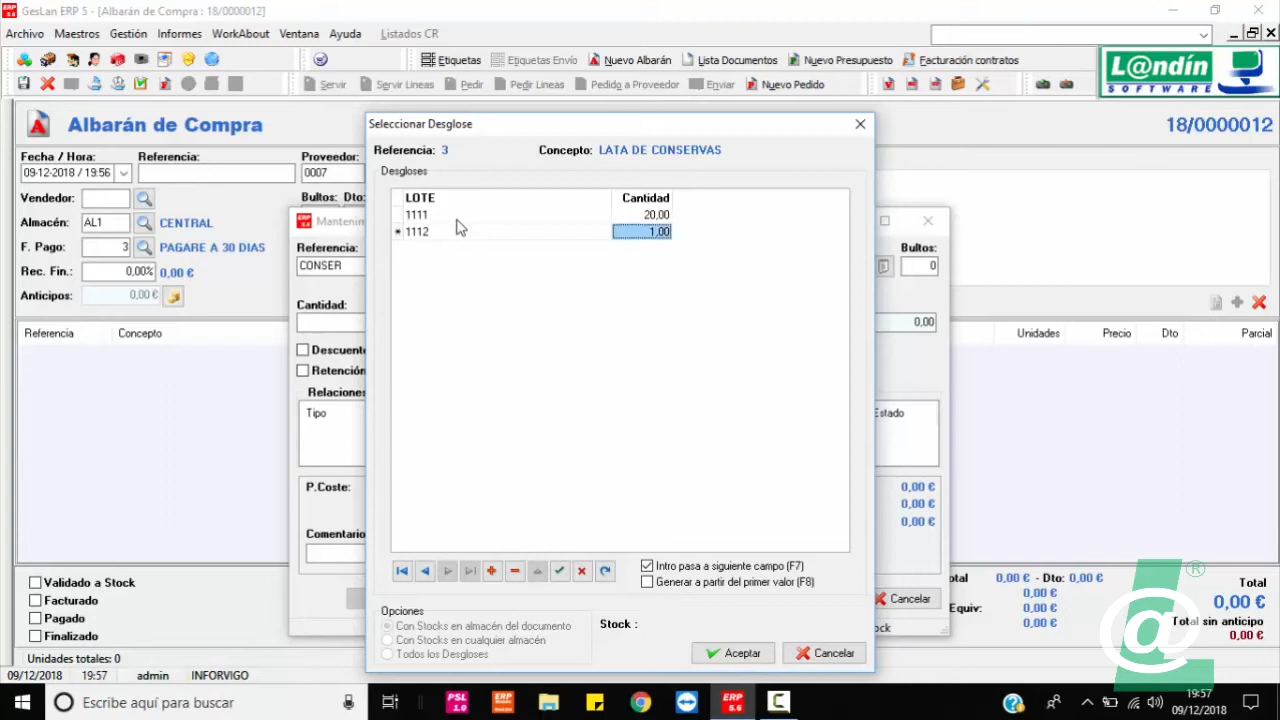 GesLan ERP 5 - [Albarán de Compra : 18/0000012]
Archivo Maestros Gestión Informes WorkAbout Ventana Ayuda Listados CR
Etiquetas Etiquetas Envío Nuevo Albarán Lista Documentos Nuevo Presupuesto Facturación contratos
Servir Servir Lineas Pedir Pedir Lineas Pedido a Proveedor Enviar Nuevo Pedido
L@ndín
SOFTWARE
Albarán de Compra
18/0000012
Fecha / Hora: Referencia: Proveedor:
09-12-2018 / 19:56 0007
Vendedor: Bultos: Dto:
Almacén: AL1 CENTRAL
F. Pago: 3 PAGARE A 30 DIAS
Rec. Fin.: 0,00% 0,00 €
Anticipos: 0,00 €
Referencia Concepto Unidades Precio Dto Parcial
Referencia: Bultos:
CONSER 0
Cantidad:
0,00
Descuent
Retención
Relaciones
Tipo Estado
P.Coste: 0,00 €
0,00 €
0,00 €
Comentario
Cancelar
Seleccionar Desglose
Referencia: 3 Concepto: LATA DE CONSERVAS
Desgloses
LOTE Cantidad
1111 20,00
1112 1,00
Intro pasa a siguiente campo (F7)
Generar a partir del primer valor (F8)
Opciones
Con Stocks en almacén del documento
Con Stocks en cualquier almacén
Todos los Desgloses
Stock :
Aceptar Cancelar
Validado a Stock
Facturado
Pagado
Finalizado
0,00 € - Dto: 0,00 €
0,00 €
Equiv: 0,00 €
0,00 €
Total
0,00 €
Total sin anticipo
0,00 €
Unidades totales: 0
09/12/2018 19:57 admin INFORVIGO
Escribe aquí para buscar
PSL
1.0
ERP
ERP
5.6
19:57
09/12/2018
@
®